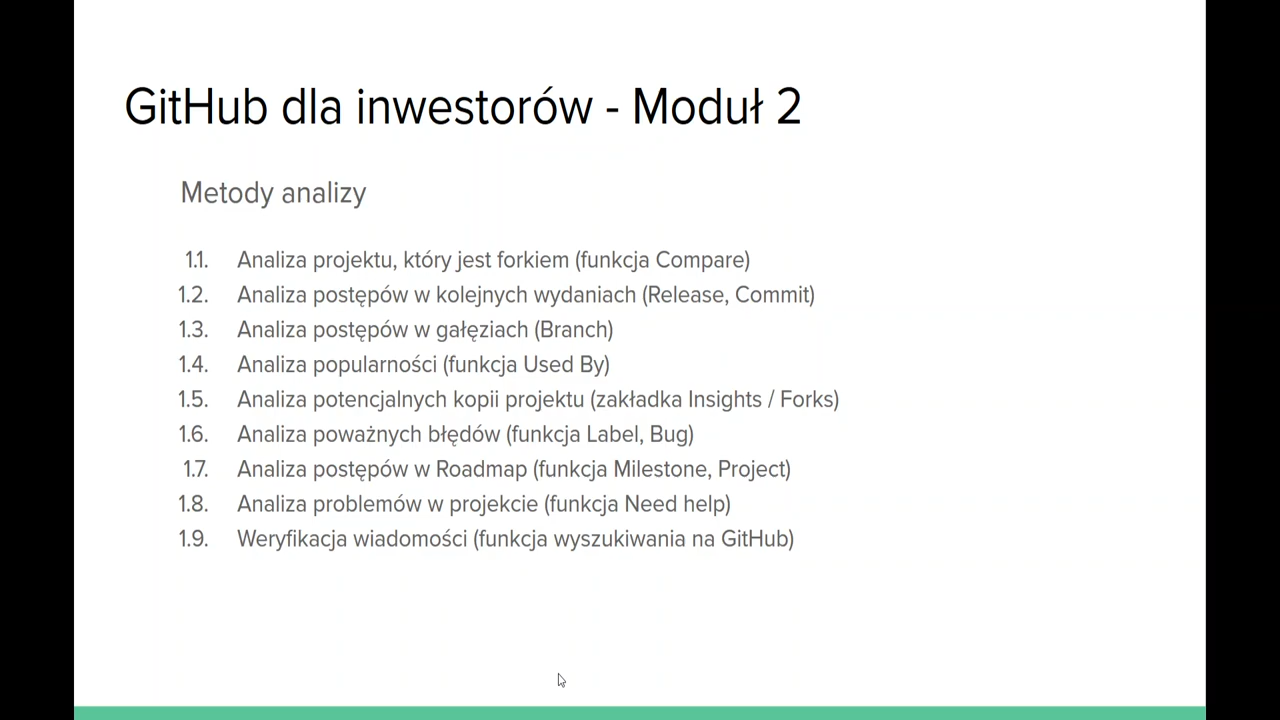 GitHub dla inwestorów - Moduł 2
Metody analizy
1.1. Analiza projektu, który jest forkiem (funkcja Compare)
1.2. Analiza postępów w kolejnych wydaniach (Release, Commit)
1.3. Analiza postępów w gałęziach (Branch)
1.4. Analiza popularności (funkcja Used By)
1.5. Analiza potencjalnych kopii projektu (zakładka Insights / Forks)
1.6. Analiza poważnych błędów (funkcja Label, Bug)
1.7. Analiza postępów w Roadmap (funkcja Milestone, Project)
1.8. Analiza problemów w projekcie (funkcja Need help)
1.9. Weryfikacja wiadomości (funkcja wyszukiwania na GitHub)